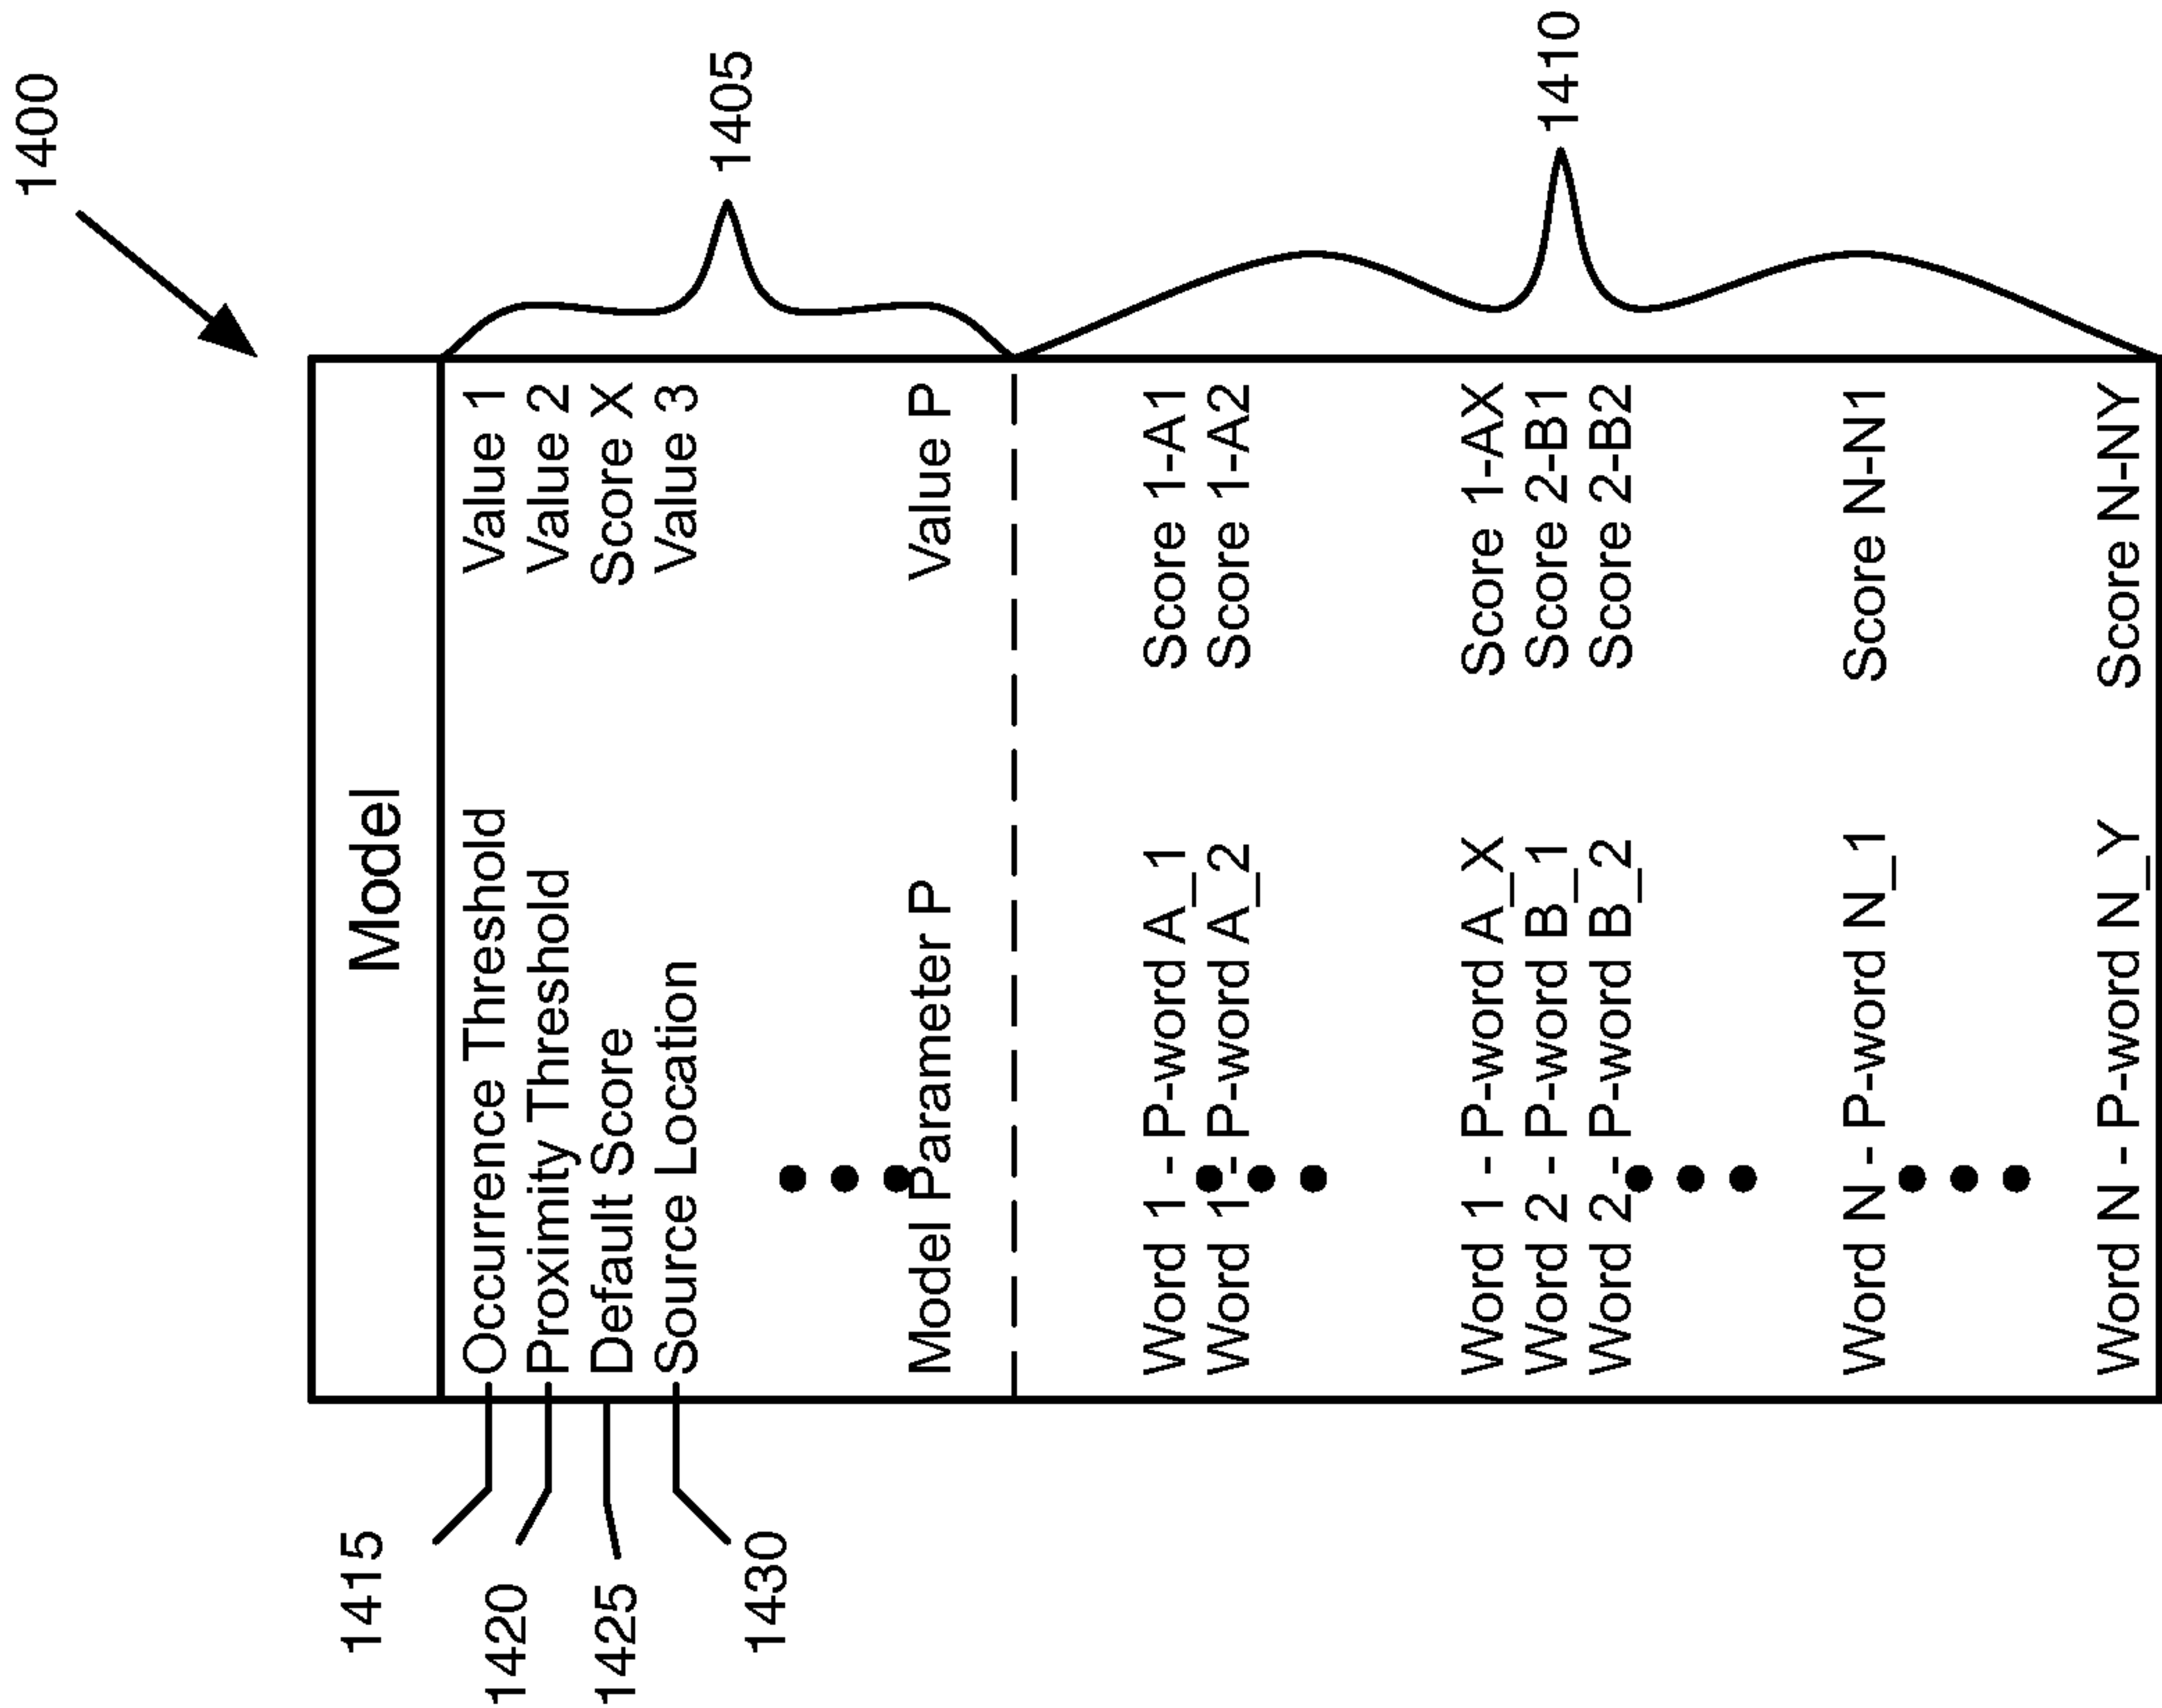 1400
Model
1415
Occurrence Threshold Value 1
1420
Proximity Threshold Value 2
1425
Default Score Score X
1430
Source Location Value 3
1405
Model Parameter P Value P
Word 1 - P-word A_1 Score 1-A1
Word 1 - P-word A_2 Score 1-A2
Word 1 - P-word A_X Score 1-AX
Word 2 - P-word B_1 Score 2-B1
1410
Word 2 - P-word B_2 Score 2-B2
Word N - P-word N_1 Score N-N1
Word N - P-word N_Y Score N-NY